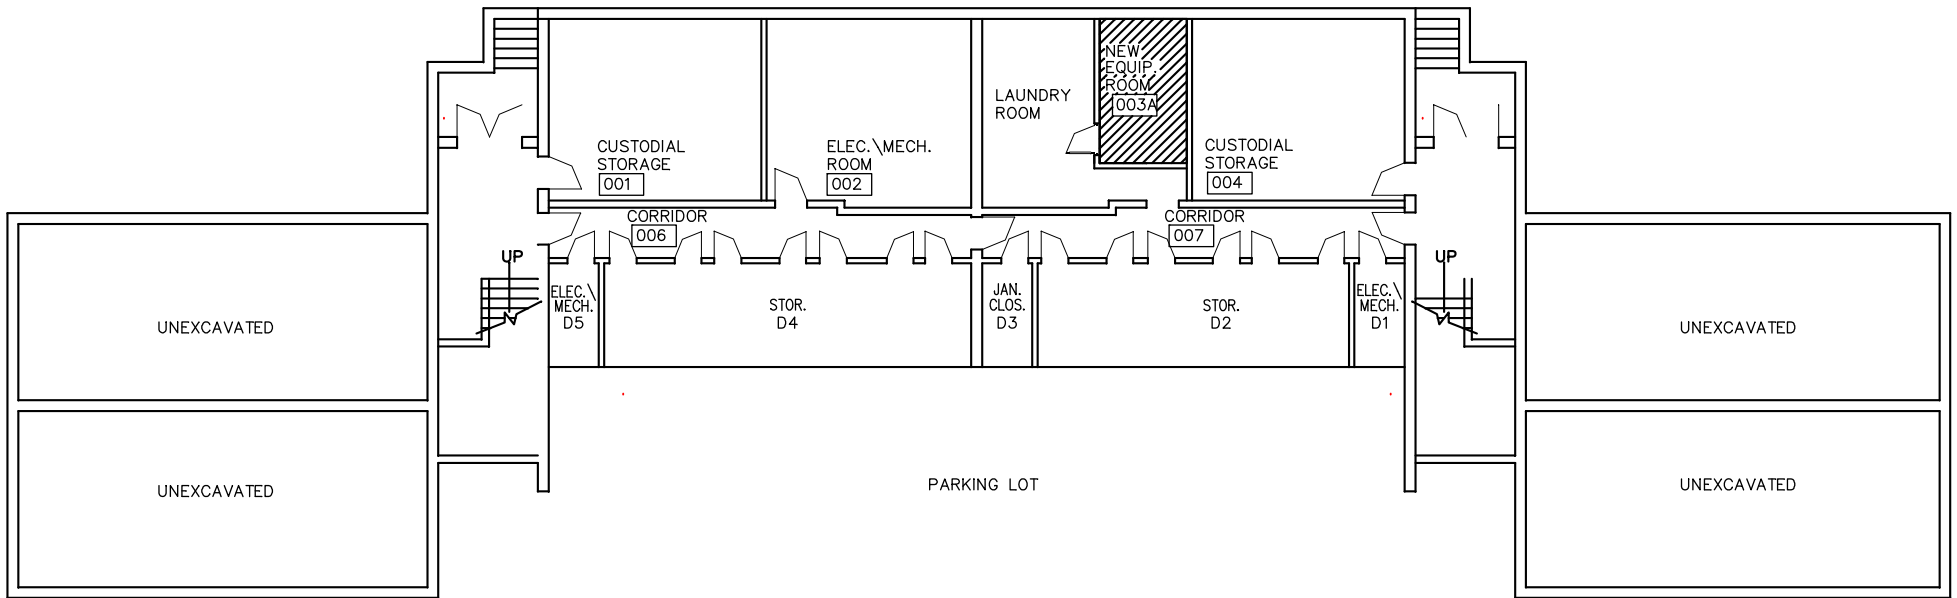 NEW
EQUIP.
ROOM
003A
LAUNDRY
ROOM
CUSTODIAL
STORAGE
001
ELEC.\MECH.
ROOM
002
CUSTODIAL
STORAGE
004
CORRIDOR
006
CORRIDOR
007
UP
UP
ELEC.\
MECH.
D5
STOR.
D4
JAN.
CLOS.
D3
STOR.
D2
ELEC.\
MECH.
D1
UNEXCAVATED
UNEXCAVATED
UNEXCAVATED
PARKING LOT
UNEXCAVATED